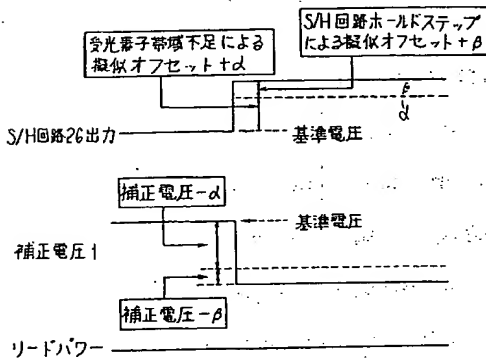 受光素子帯域不足による
擬似オフセット+α
S/H回路ホールドステップ
による擬似オフセット+β
β
α
S/H回路26出力
基準電圧
補正電圧-α
基準電圧
補正電圧1
補正電圧-β
リードパワー